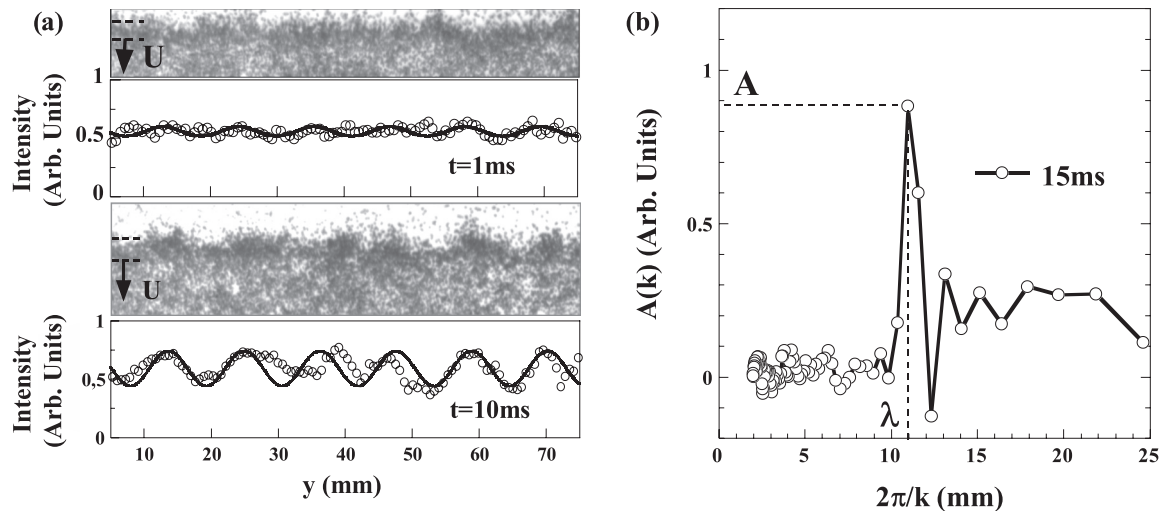 (a)
U
Intensity
(Arb. Units)
1
0.5
0
t=1ms
U
Intensity
(Arb. Units)
1
0.5
0
t=10ms
10 20 30 40 50 60 70
y (mm)
(b)
A(k) (Arb. Units)
1
0.5
0
A
15ms
λ
0 5 10 15 20 25
2π/k (mm)